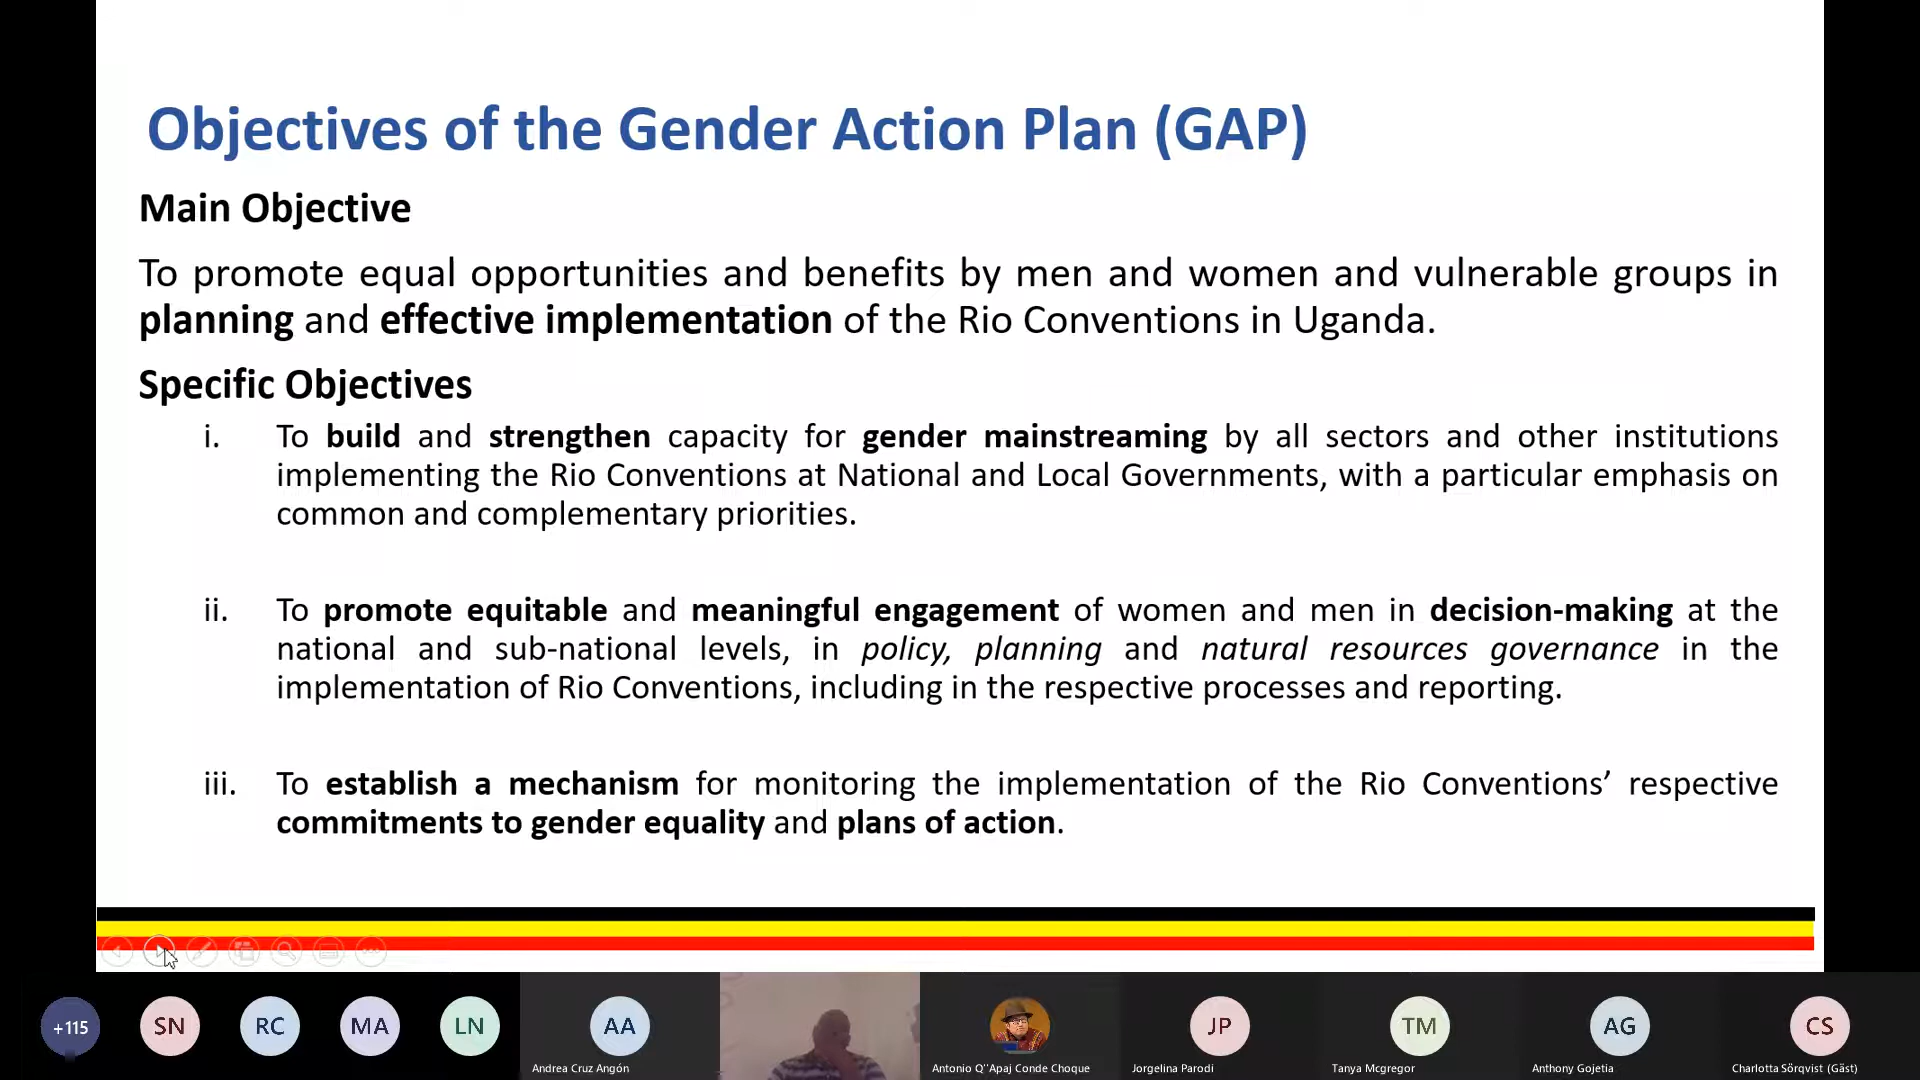 Objectives of the Gender Action Plan (GAP)
Main Objective
To promote equal opportunities and benefits by men and women and vulnerable groups in
planning and effective implementation of the Rio Conventions in Uganda.
Specific Objectives
i. To build and strengthen capacity for gender mainstreaming by all sectors and other institutions
implementing the Rio Conventions at National and Local Governments, with a particular emphasis on
common and complementary priorities.
ii. To promote equitable and meaningful engagement of women and men in decision-making at the
national and sub-national levels, in policy, planning and natural resources governance in the
implementation of Rio Conventions, including in the respective processes and reporting.
iii. To establish a mechanism for monitoring the implementation of the Rio Conventions’ respective
commitments to gender equality and plans of action.
+115 SN RC MA LN AA JP TM AG CS
Andrea Cruz Angón Antonio Q''Apaj Conde Choque Jorgelina Parodi Tanya Mcgregor Anthony Gojetia Charlotta Sörqvist (Gäst)